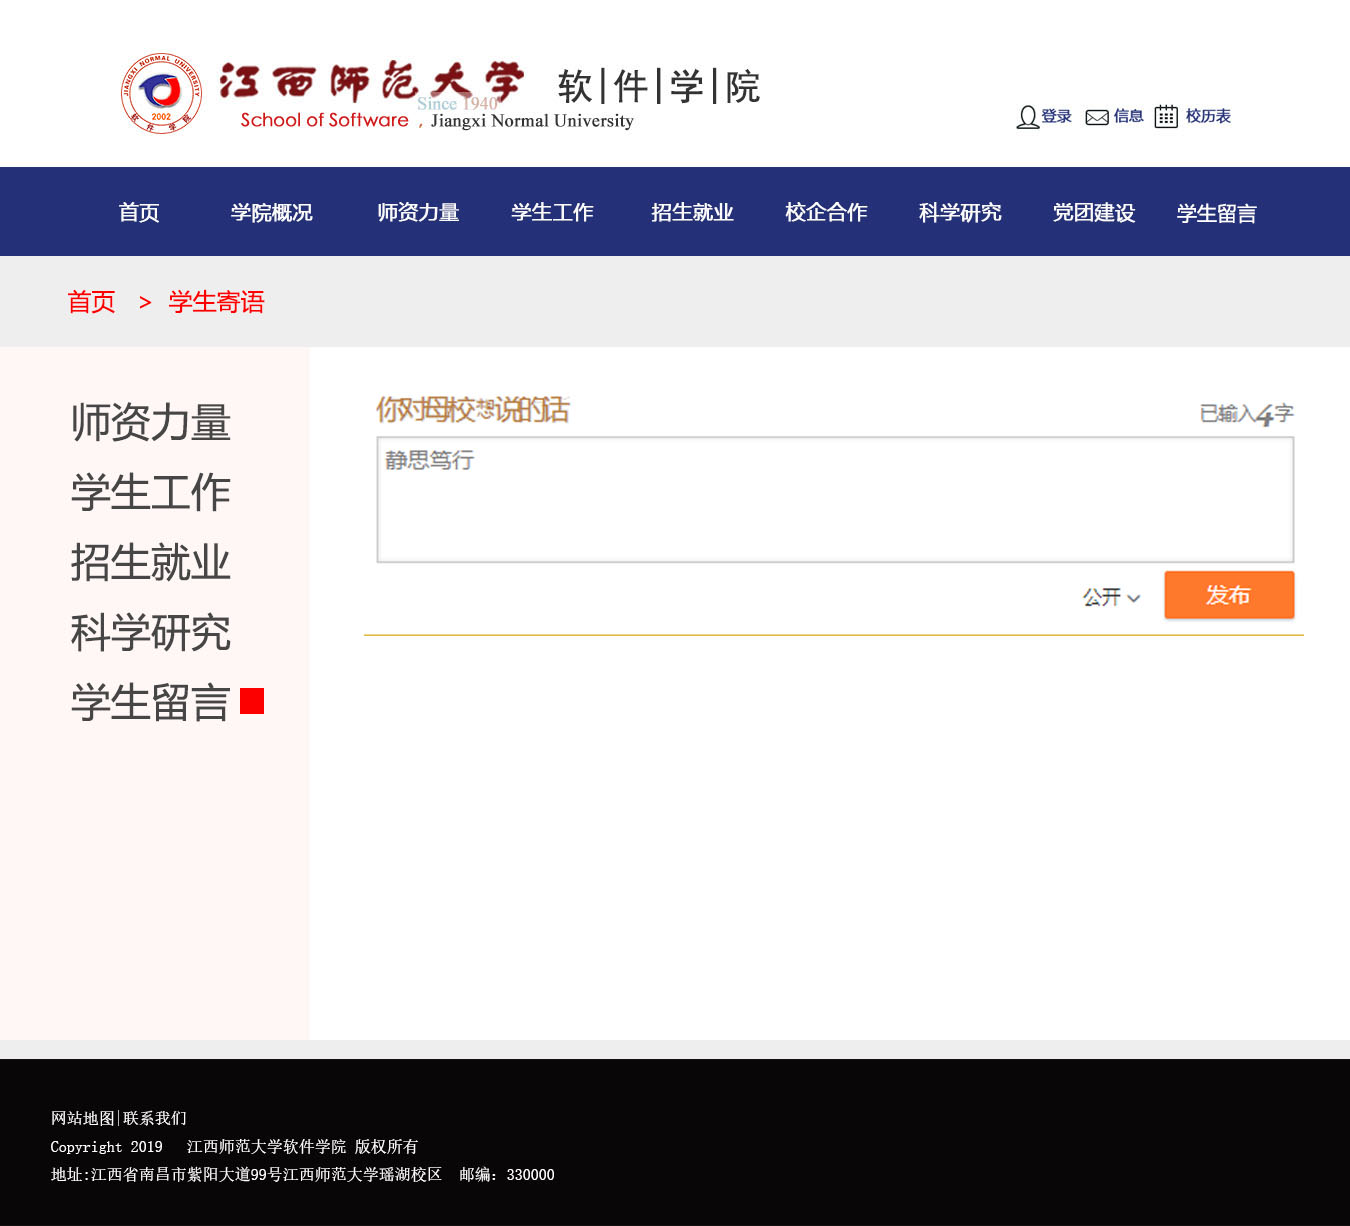 江西师范大学 软|件|学|院
Since 1940
School of Software , Jiangxi Normal University
JIANGXI NORMAL UNIVERSITY
2002
软件学院
登录 信息 校历表
首页 学院概况 师资力量 学生工作 招生就业 校企合作 科学研究 党团建设 学生留言
首页 > 学生寄语
师资力量
学生工作
招生就业
科学研究
学生留言
你对母校想说的话
已输入4字
静思笃行
公开 发布
网站地图|联系我们
Copyright 2019 江西师范大学软件学院 版权所有
地址:江西省南昌市紫阳大道99号江西师范大学瑶湖校区 邮编：330000